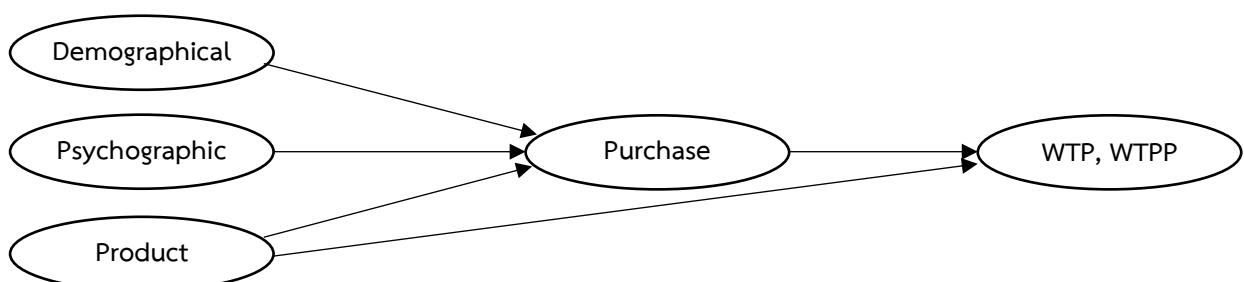 Demographical
Psychographic
Purchase
WTP, WTPP
Product